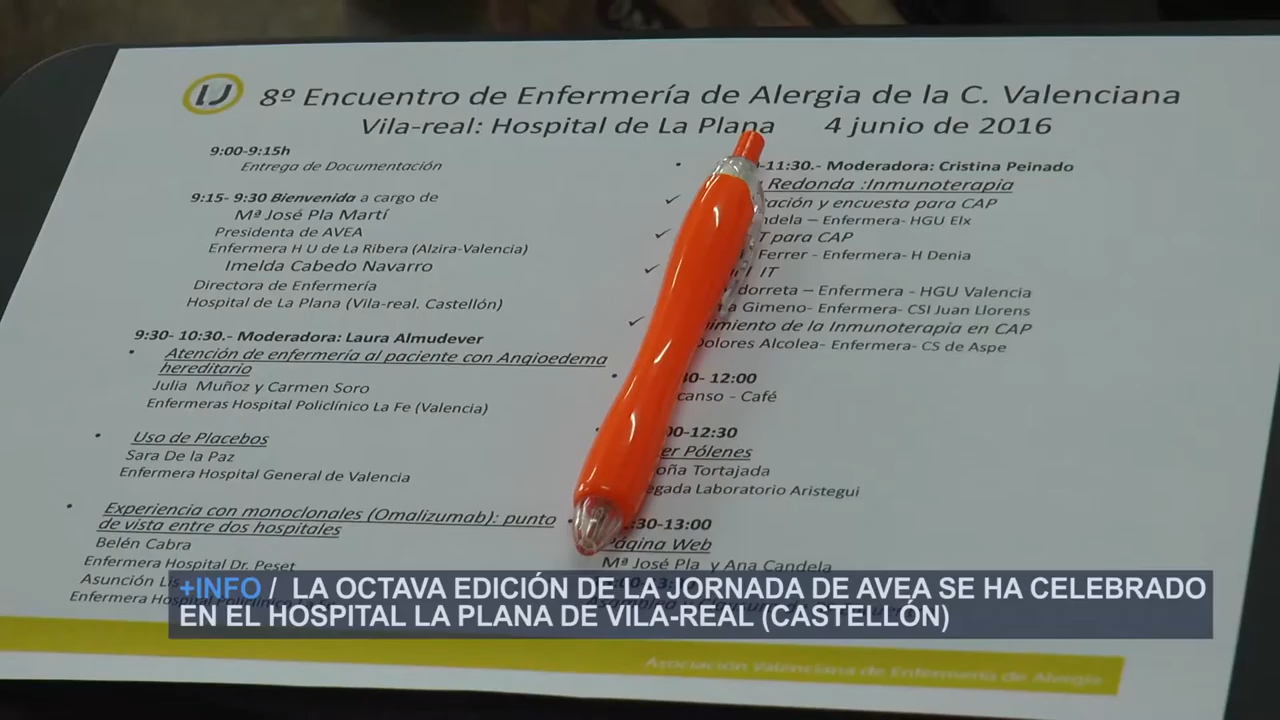 8º Encuentro de Enfermería de Alergia de la C. Valenciana
Vila-real: Hospital de La Plana 4 junio de 2016
9:00-9:15h
Entrega de Documentación
9:15- 9:30 Bienvenida a cargo de
Mª José Pla Martí
Presidenta de AVEA
Enfermera H U de La Ribera (Alzira-Valencia)
Imelda Cabedo Navarro
Directora de Enfermería
Hospital de La Plana (Vila-real. Castellón)
9:30- 10:30.- Moderadora: Laura Almudever
Atención de enfermería al paciente con Angioedema
hereditario
Julia Muñoz y Carmen Soro
Enfermeras Hospital Policlínico La Fe (Valencia)
Uso de Placebos
Sara De la Paz
Enfermera Hospital General de Valencia
Experiencia con monoclonales (Omalizumab): punto
de vista entre dos hospitales
Belén Cabra
Enfermera Hospital Dr. Peset
Asunción
Enfermera
-11:30.- Moderadora: Cristina Peinado
Redonda :Inmunoterapia
y encuesta para CAP
- Enfermera- HGU Elx
para CAP
Ferrer - Enfermera- H Denia
IT
– Enfermera - HGU Valencia
Gimeno- Enfermera- CSI Juan Llorens
de la Inmunoterapia en CAP
Dolores Alcolea- Enfermera- CS de Aspe
- 12:00
- Café
-12:30
Pólenes
Tortajada
Laboratorio Aristegui
:30-13:00
Página Web
Mª José Pla y Ana Candela
+INFO / LA OCTAVA EDICIÓN DE LA JORNADA DE AVEA SE HA CELEBRADO
EN EL HOSPITAL LA PLANA DE VILA-REAL (CASTELLÓN)
Asociación Valenciana de Enfermería de Alergia